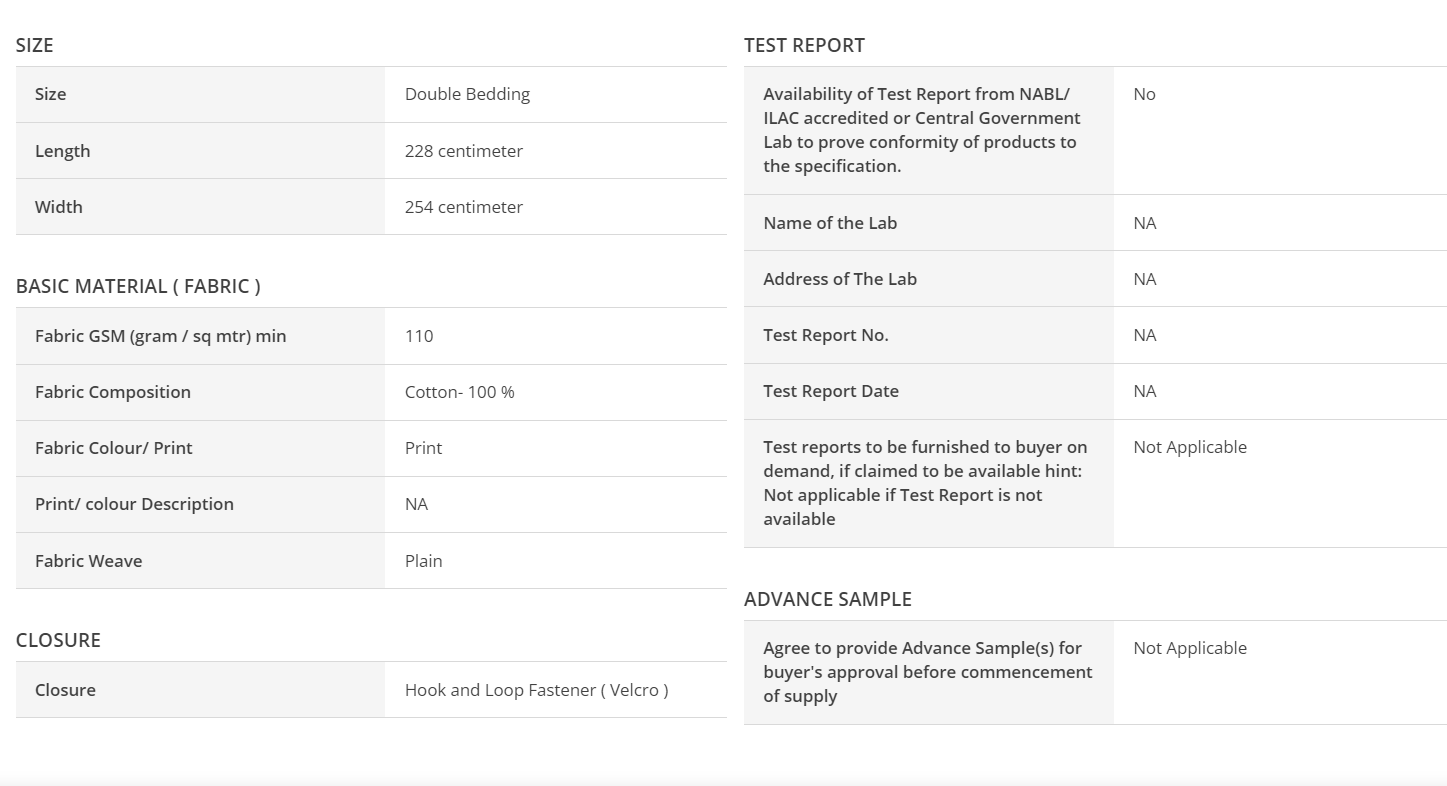 SIZE
Size Double Bedding
Length 228 centimeter
Width 254 centimeter
BASIC MATERIAL ( FABRIC )
Fabric GSM (gram / sq mtr) min 110
Fabric Composition Cotton- 100 %
Fabric Colour/ Print Print
Print/ colour Description NA
Fabric Weave Plain
CLOSURE
Closure Hook and Loop Fastener ( Velcro )
TEST REPORT
Availability of Test Report from NABL/ No
ILAC accredited or Central Government
Lab to prove conformity of products to
the specification.
Name of the Lab NA
Address of The Lab NA
Test Report No. NA
Test Report Date NA
Test reports to be furnished to buyer on Not Applicable
demand, if claimed to be available hint:
Not applicable if Test Report is not
available
ADVANCE SAMPLE
Agree to provide Advance Sample(s) for Not Applicable
buyer's approval before commencement
of supply